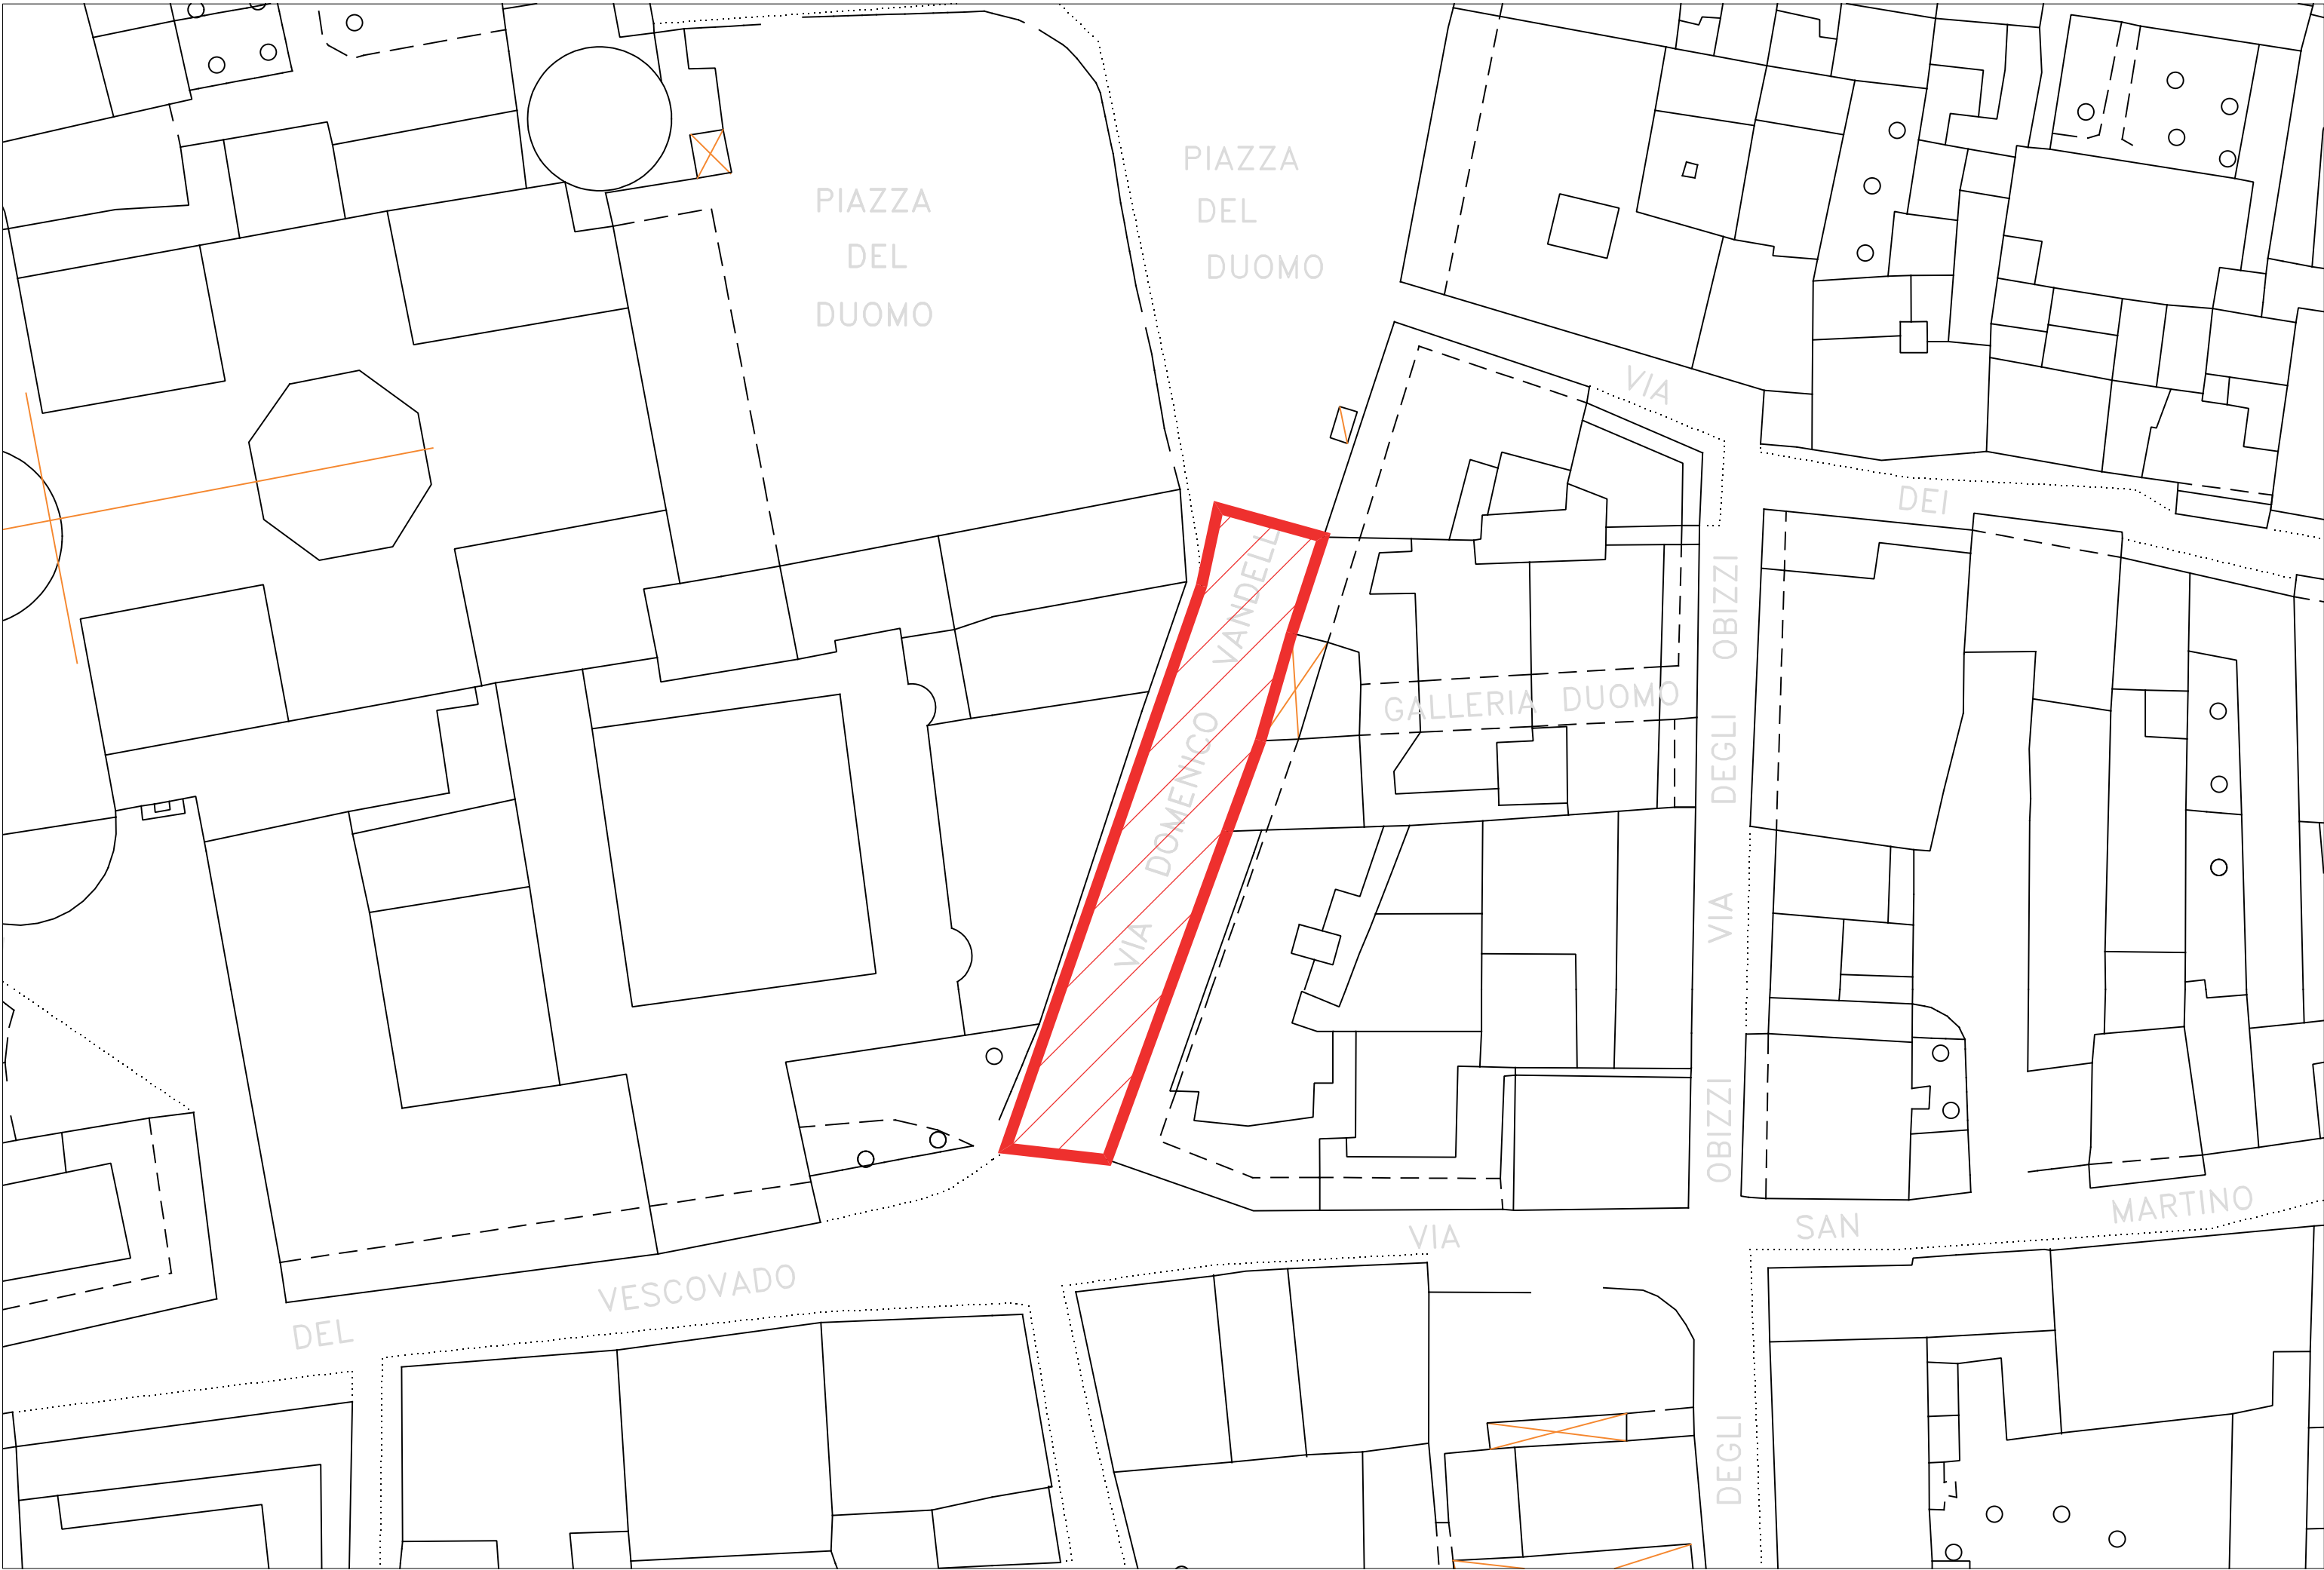 PIAZZA
DEL
DUOMO
PIAZZA
DEL
DUOMO
VIA
DEI
VIA DOMENICO VANDELLI
GALLERIA DUOMO
VIA DEGLI OBIZZI
OBIZZI
DEGLI
VIA SAN MARTINO
DEL VESCOVADO